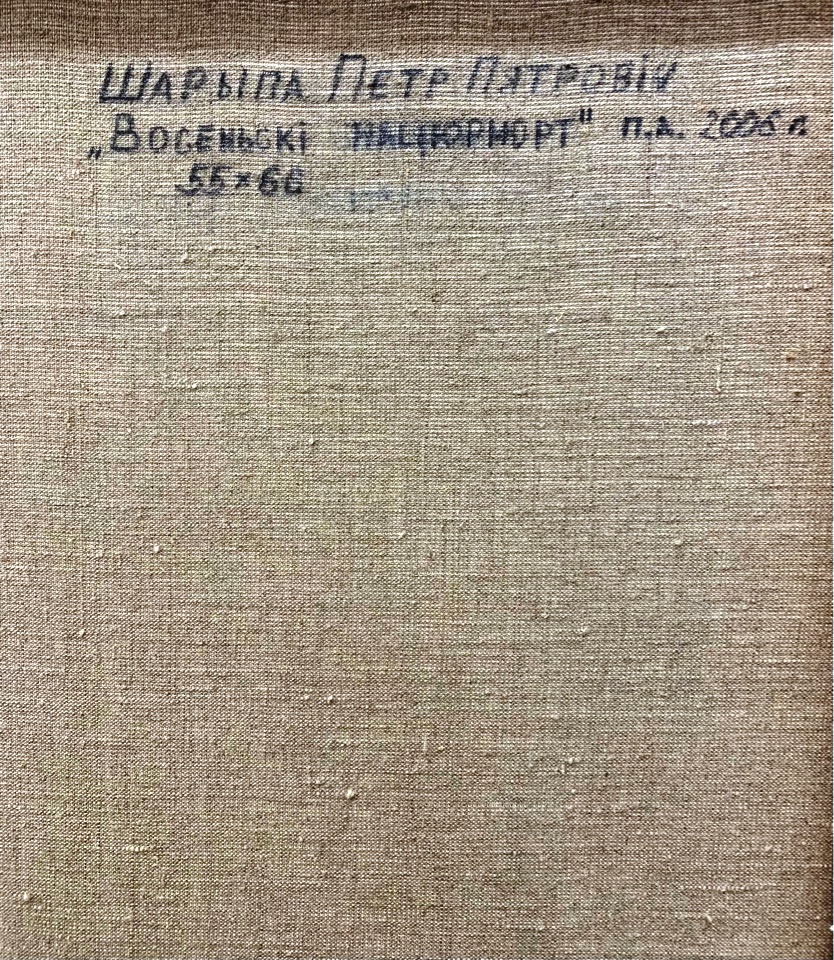 ШАРЫПА ПЕТР ПЯТРОВІЧ
„ВОСЕНЬСКІ НАЦЮРМОРТ" П.А. 2006 г.
55×66